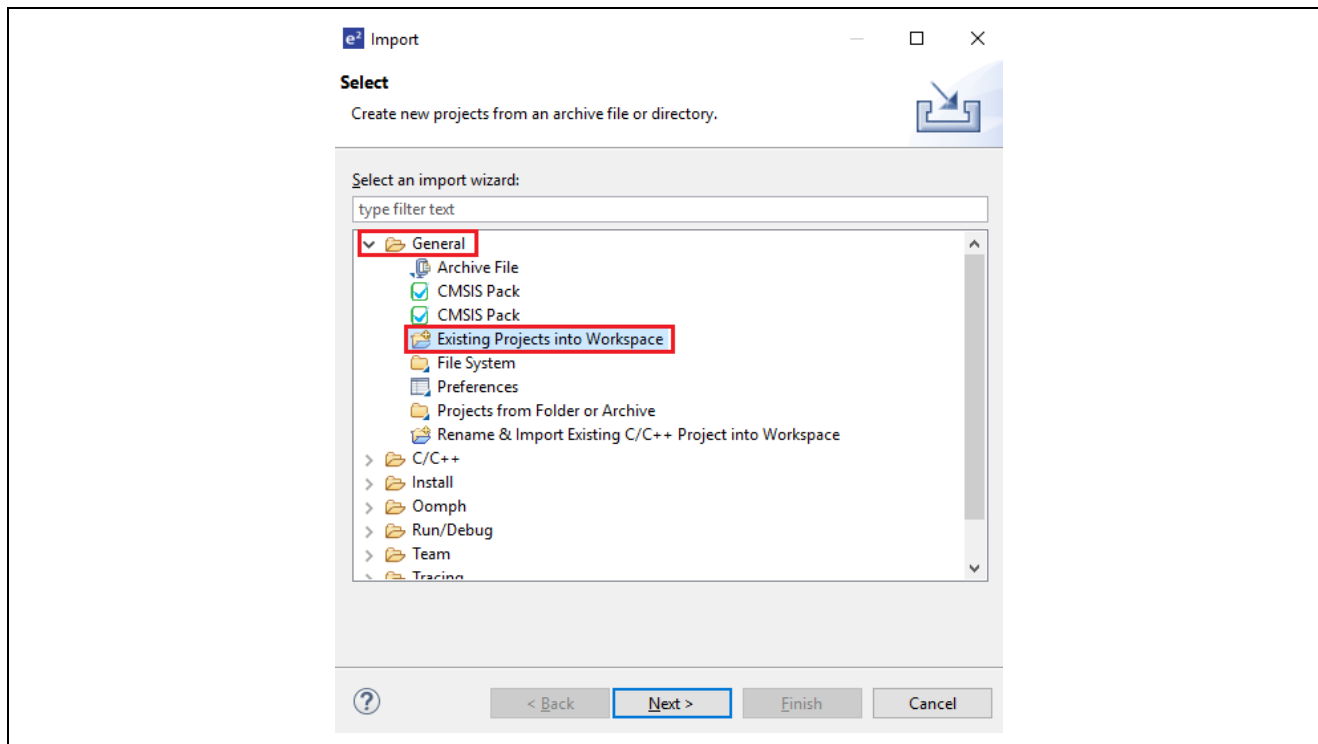 e² Import
Select
Create new projects from an archive file or directory.
Select an import wizard:
type filter text
General
Archive File
CMSIS Pack
CMSIS Pack
Existing Projects into Workspace
File System
Preferences
Projects from Folder or Archive
Rename & Import Existing C/C++ Project into Workspace
C/C++
Install
Oomph
Run/Debug
Team
Tracing
? < Back Next > Finish Cancel